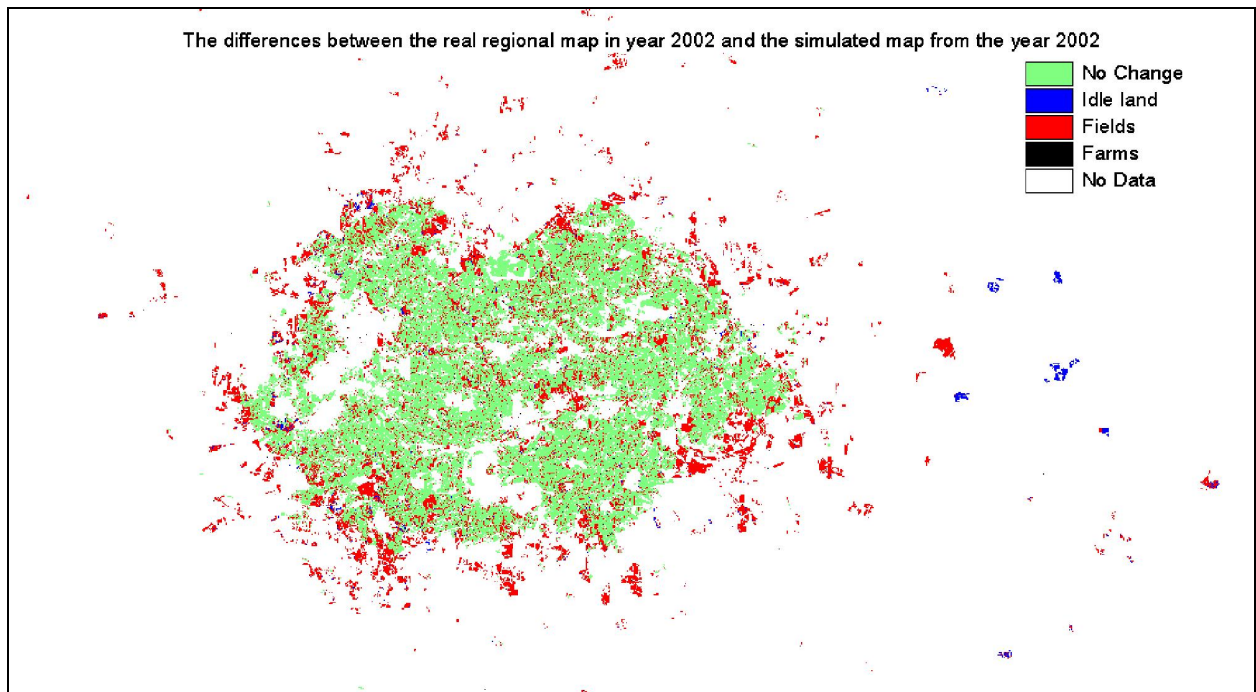 The differences between the real regional map in year 2002 and the simulated map from the year 2002
No Change
Idle land
Fields
Farms
No Data